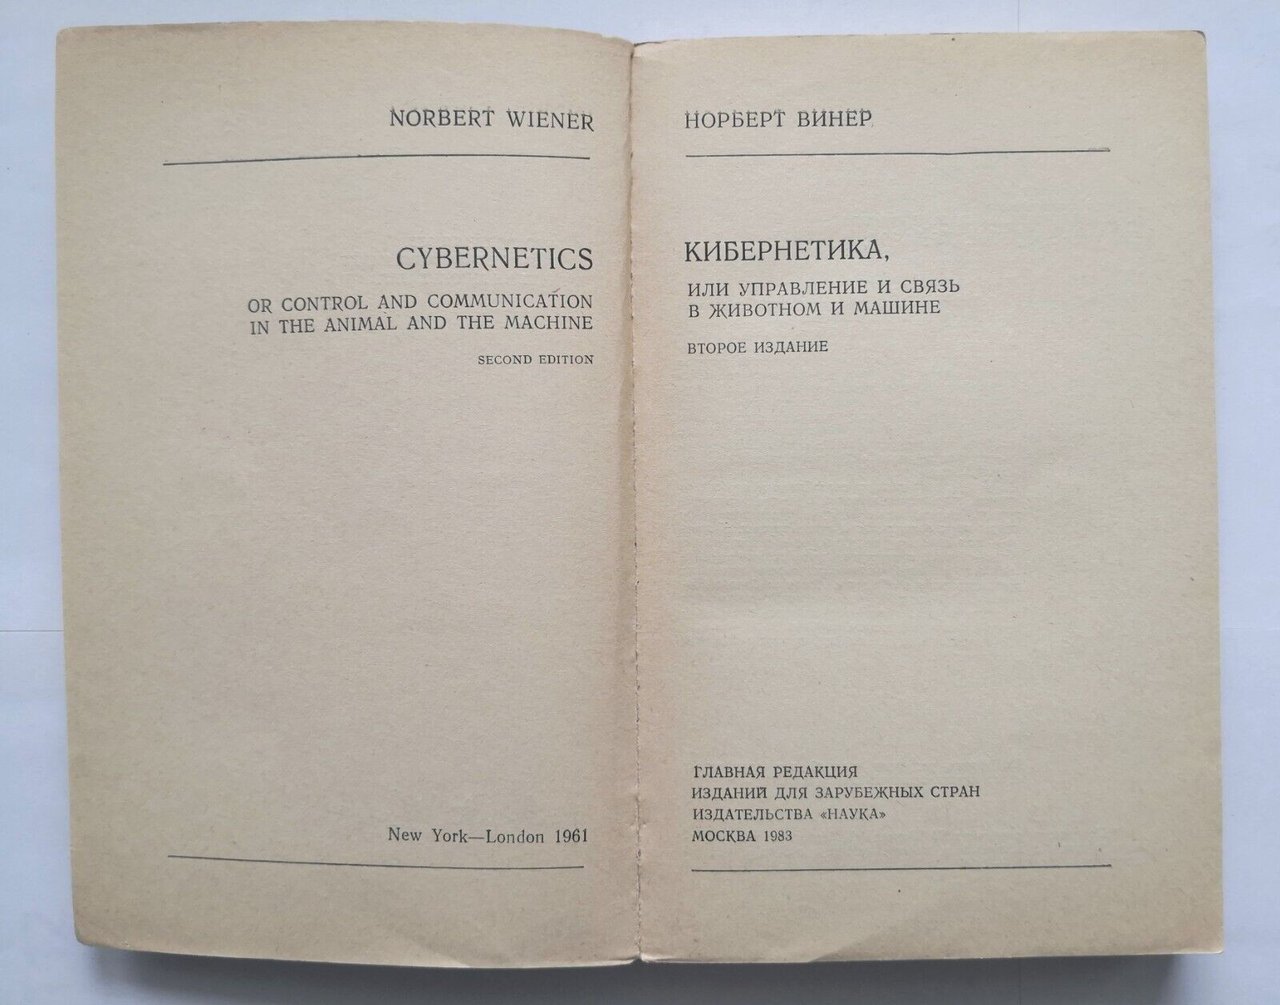 NORBERT WIENER
CYBERNETICS
OR CONTROL AND COMMUNICATION
IN THE ANIMAL AND THE MACHINE
SECOND EDITION
New York—London 1961
НОРБЕРТ ВИНЕР
КИБЕРНЕТИКА,
ИЛИ УПРАВЛЕНИЕ И СВЯЗЬ
В ЖИВОТНОМ И МАШИНЕ
ВТОРОЕ ИЗДАНИЕ
ГЛАВНАЯ РЕДАКЦИЯ
ИЗДАНИЙ ДЛЯ ЗАРУБЕЖНЫХ СТРАН
ИЗДАТЕЛЬСТВА «НАУКА»
МОСКВА 1983